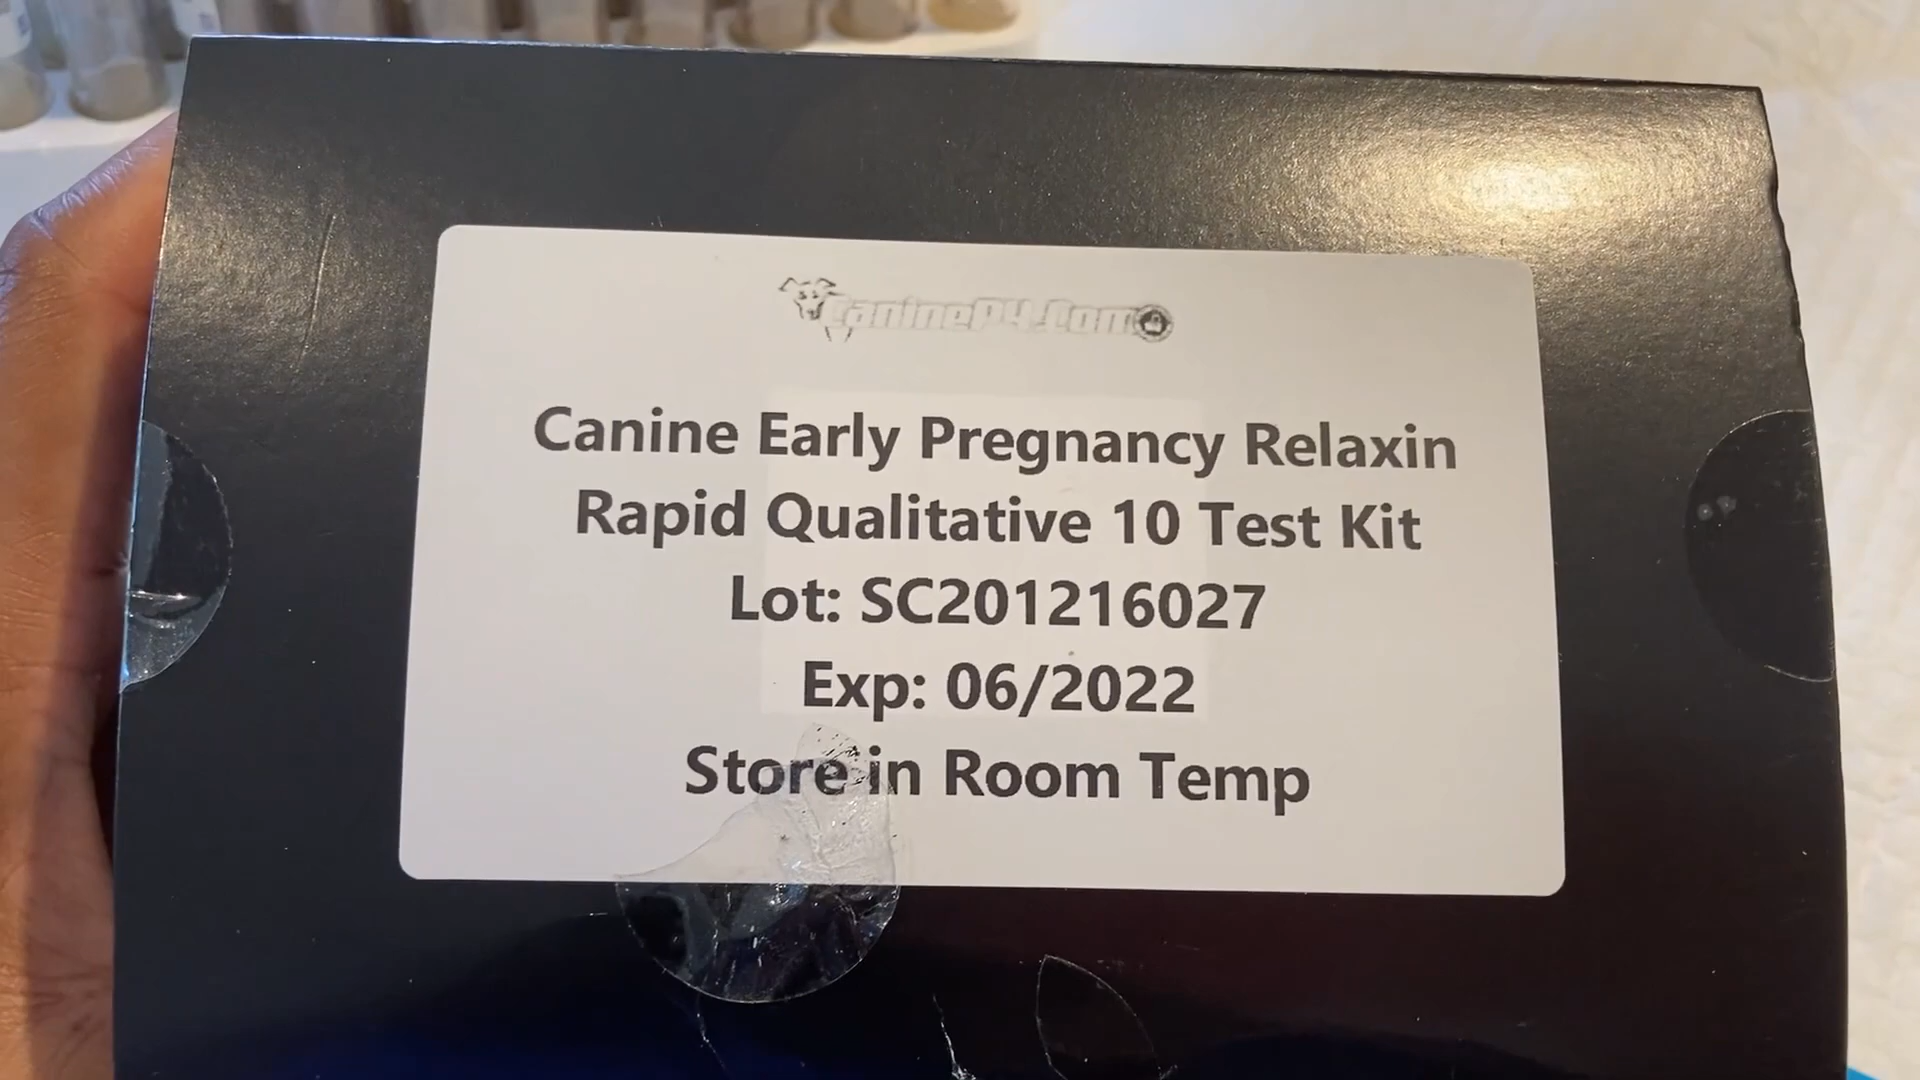 CanineP4.Com
Canine Early Pregnancy Relaxin
Rapid Qualitative 10 Test Kit
Lot: SC201216027
Exp: 06/2022
Store in Room Temp